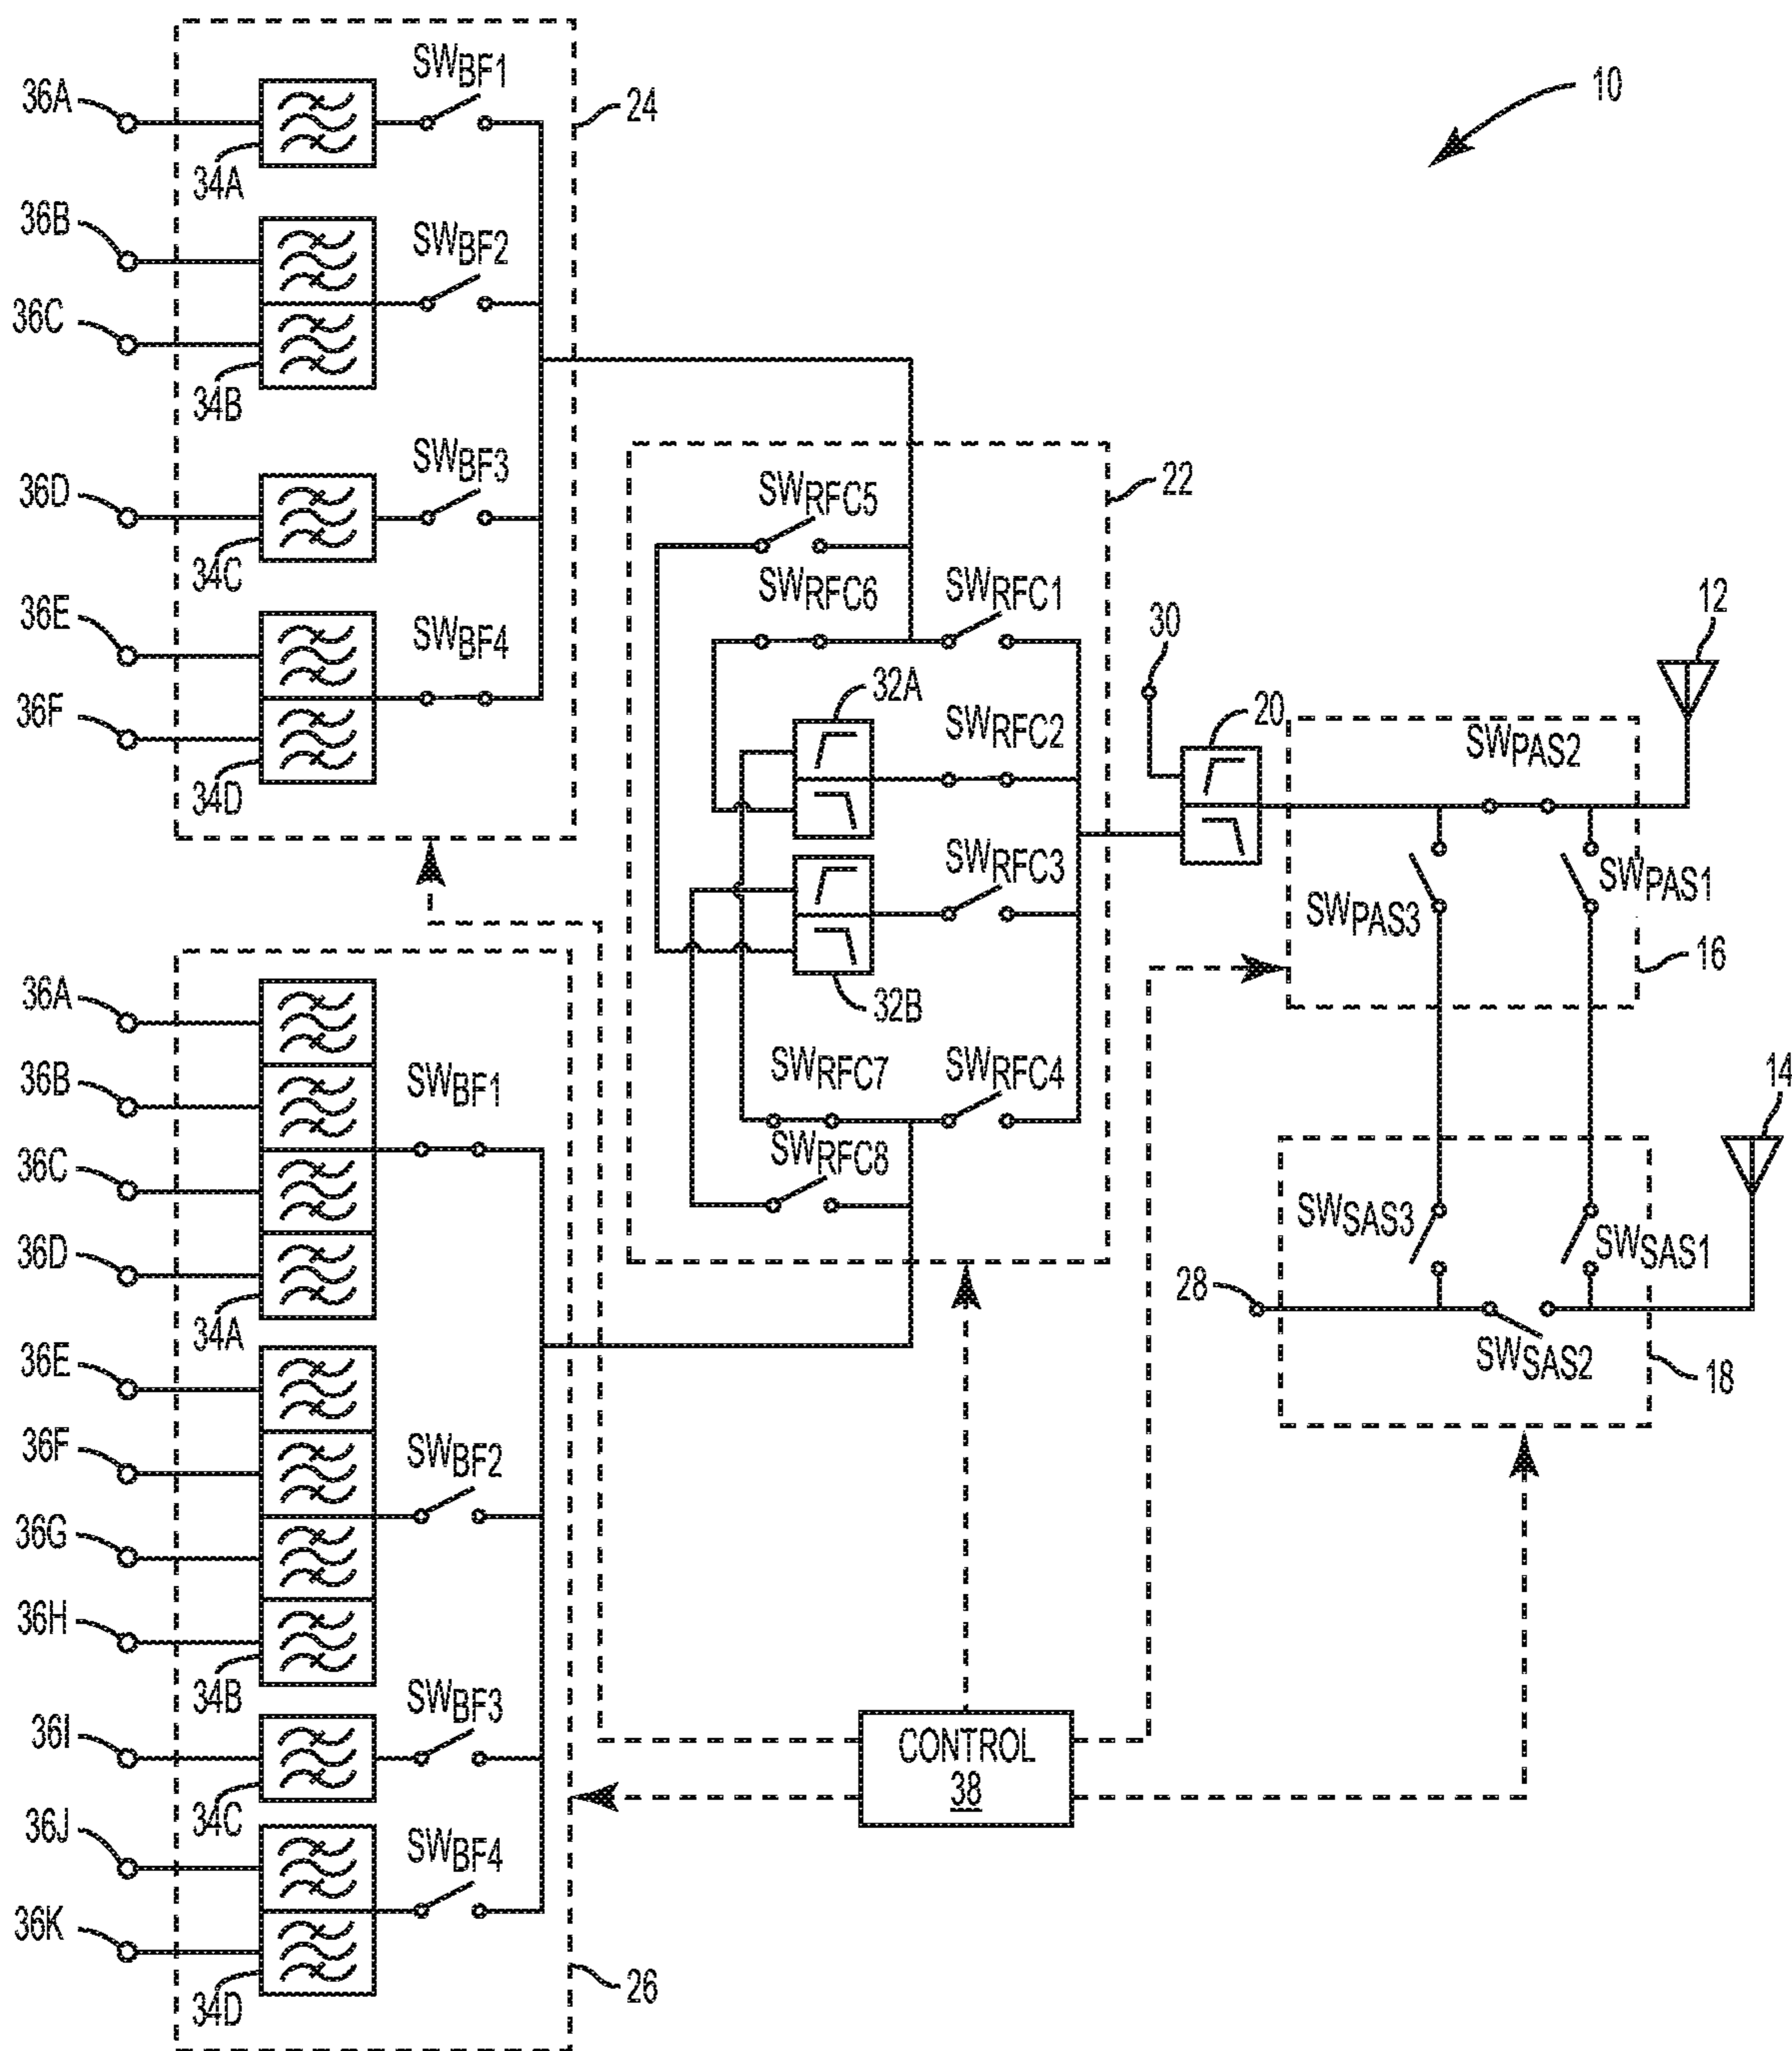 10
24
36A
SWBF1
34A
36B
SWBF2
36C
34B
36D
SWBF3
34C
36E
SWBF4
36F
34D
22
SWRFC5
SWRFC6
SWRFC1
32A
SWRFC2
SWRFC3
32B
SWRFC7
SWRFC4
SWRFC8
30
20
12
SWPAS2
SWPAS1
SWPAS3
16
14
SWSAS3
SWSAS1
28
SWSAS2
18
36A
36B
SWBF1
36C
36D
34A
36E
36F
SWBF2
36G
36H
34B
36I
SWBF3
34C
36J
SWBF4
36K
34D
26
CONTROL
38